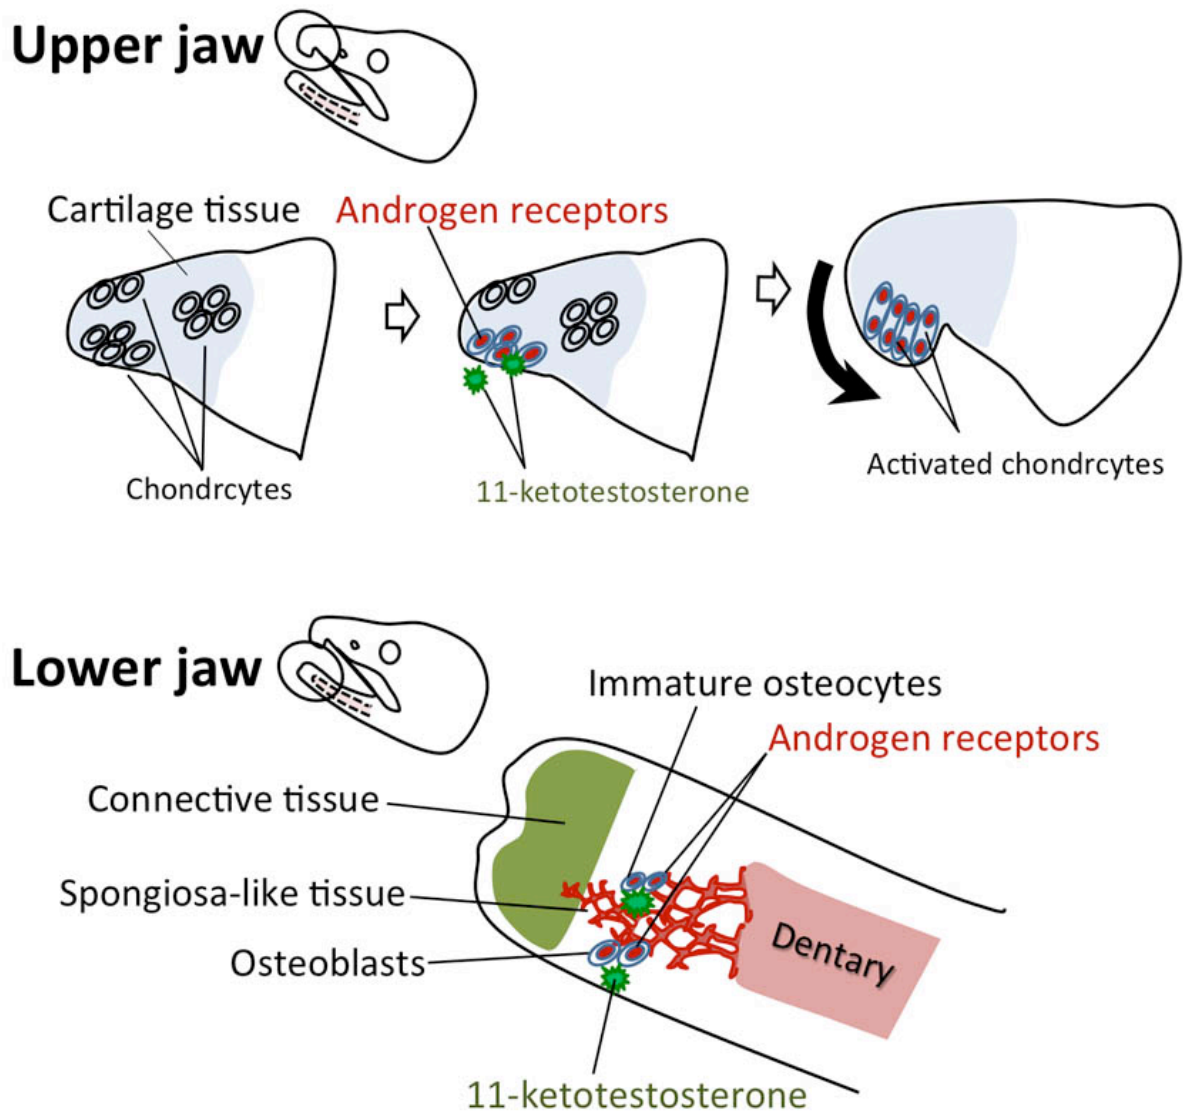 Upper jaw
Cartilage tissue
Androgen receptors
Chondrcytes
11-ketotestosterone
Activated chondrcytes
Lower jaw
Immature osteocytes
Androgen receptors
Connective tissue
Spongiosa-like tissue
Osteoblasts
Dentary
11-ketotestosterone